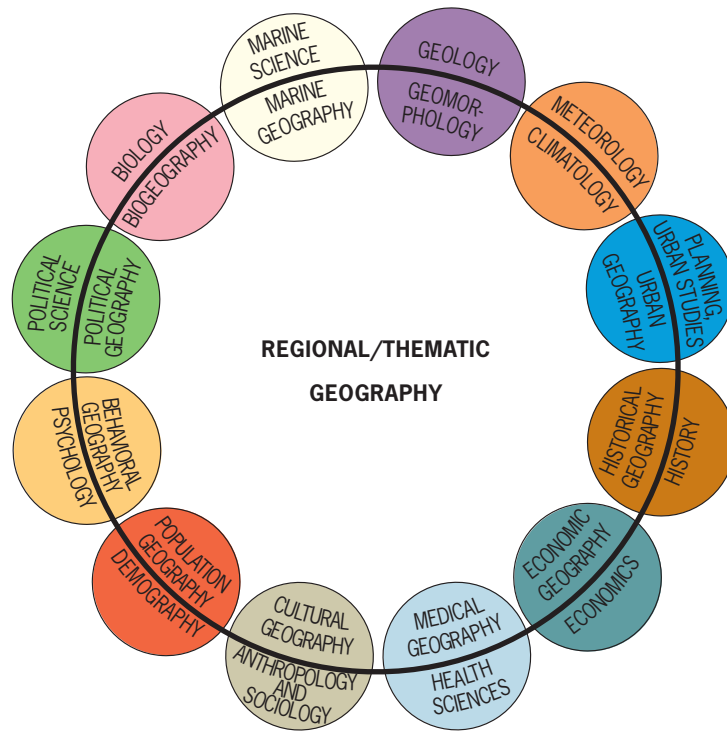 MARINE
SCIENCE
MARINE
GEOGRAPHY
GEOLOGY
GEOMOR-
PHOLOGY
METEOROLOGY
CLIMATOLOGY
PLANNING,
URBAN STUDIES
URBAN
GEOGRAPHY
HISTORICAL
GEOGRAPHY
HISTORY
ECONOMIC
GEOGRAPHY
ECONOMICS
MEDICAL
GEOGRAPHY
HEALTH
SCIENCES
CULTURAL
GEOGRAPHY
ANTHROPOLOGY
AND
SOCIOLOGY
POPULATION
GEOGRAPHY
DEMOGRAPHY
BEHAVIORAL
GEOGRAPHY
PSYCHOLOGY
POLITICAL
SCIENCE
POLITICAL
GEOGRAPHY
BIOLOGY
BIOGEOGRAPHY
REGIONAL/THEMATIC
GEOGRAPHY